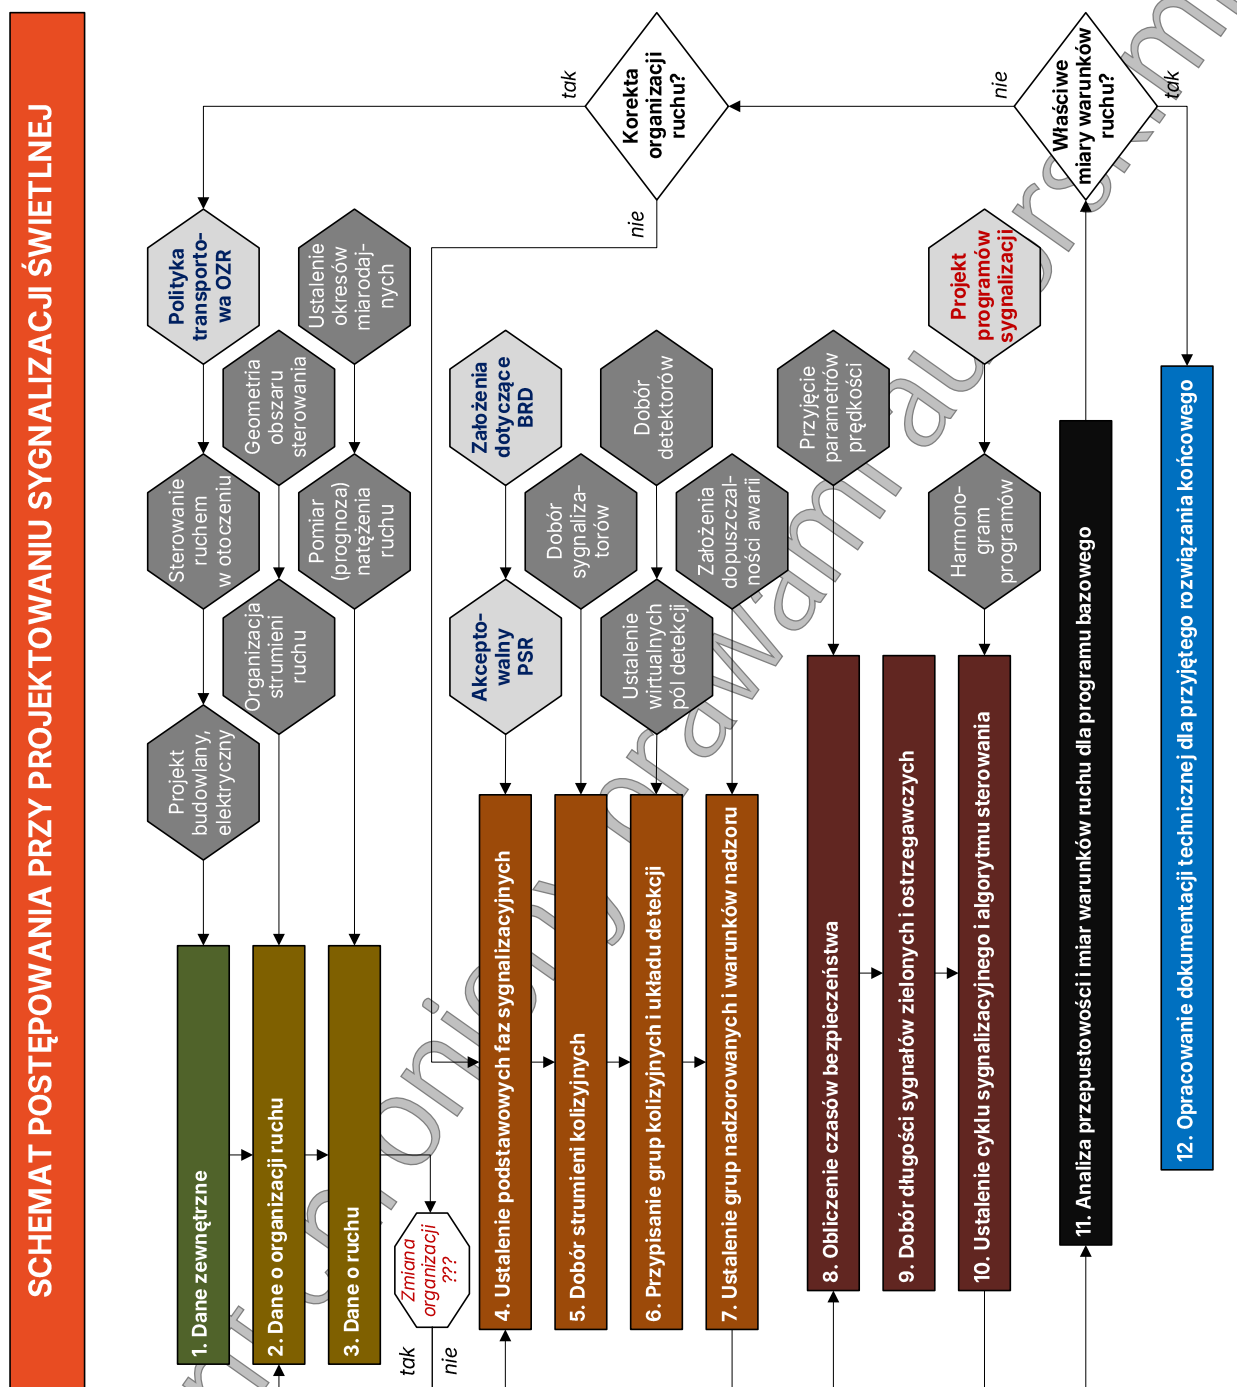 SCHEMAT POSTĘPOWANIA PRZY PROJEKTOWANIU SYGNALIZACJI ŚWIETLNEJ
1. Dane zewnętrzne
Projekt
budowlany,
elektryczny
Sterowanie
ruchem
w otoczeniu
Polityka
transporto-
wa OZR
2. Dane o organizacji ruchu
Organizacja
strumieni
ruchu
Geometria
obszaru
sterowania
3. Dane o ruchu
Pomiar
(prognoza)
natężenia
ruchu
Ustalenie
okresów
miarodaj-
nych
Zmiana
organizacji
???
tak
nie
4. Ustalenie podstawowych faz sygnalizacyjnych
Akcepto-
walny
PSR
Założenia
dotyczące
BRD
5. Dobór strumieni kolizyjnych
Dobór
sygnaliza-
torów
6. Przypisanie grup kolizyjnych i układu detekcji
Ustalenie
wirtualnych
pól detekcji
Dobór
detektorów
7. Ustalenie grup nadzorowanych i warunków nadzoru
Założenia
dopuszczal-
ności awarii
tak
Korekta
organizacji
ruchu?
nie
8. Obliczenie czasów bezpieczeństwa
Przyjęcie
parametrów
prędkości
9. Dobór długości sygnałów zielonych i ostrzegawczych
10. Ustalenie cyklu sygnalizacyjnego i algorytmu sterowania
Harmono-
gram
programów
Projekt
programów
sygnalizacji
11. Analiza przepustowości i miar warunków ruchu dla programu bazowego
nie
Właściwe
miary warunków
ruchu?
tak
12. Opracowanie dokumentacji technicznej dla przyjętego rozwiązania końcowego